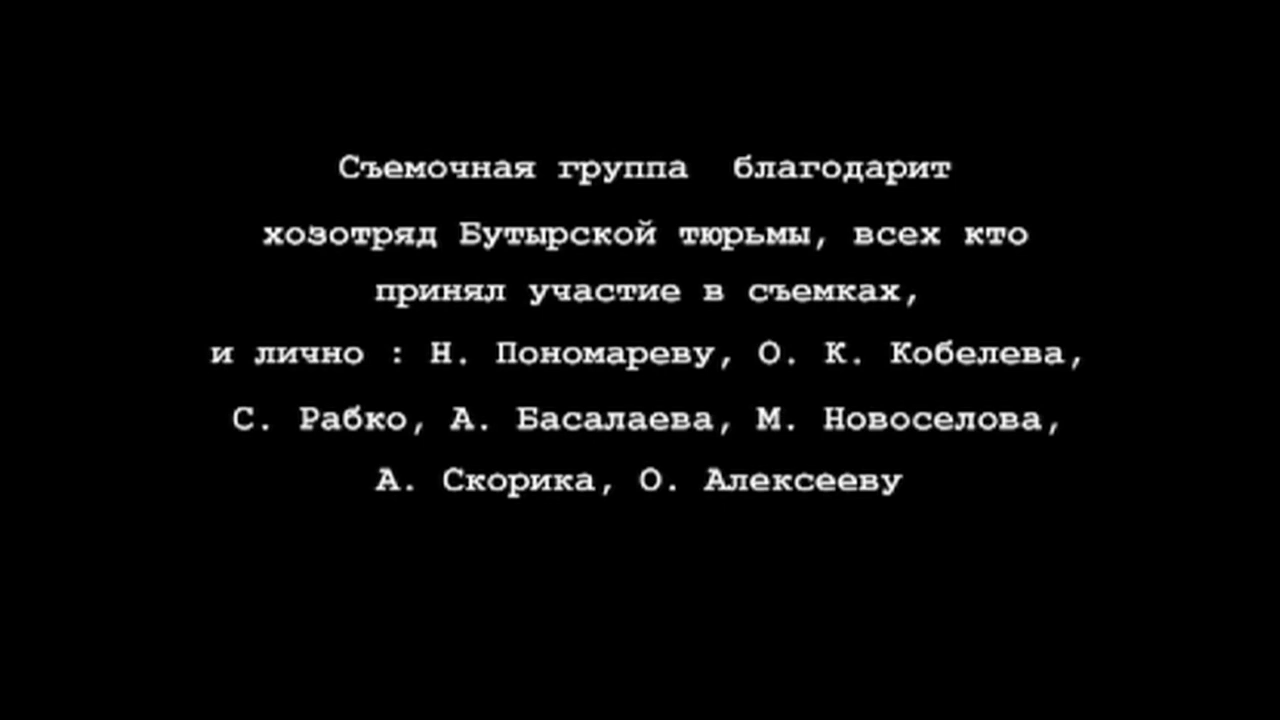 Съемочная группа благодарит
хозотряд Бутырской тюрьмы, всех кто
принял участие в съемках,
и лично : Н. Пономареву, О. К. Кобелева,
С. Рабко, А. Басалаева, М. Новоселова,
А. Скорика, О. Алексееву